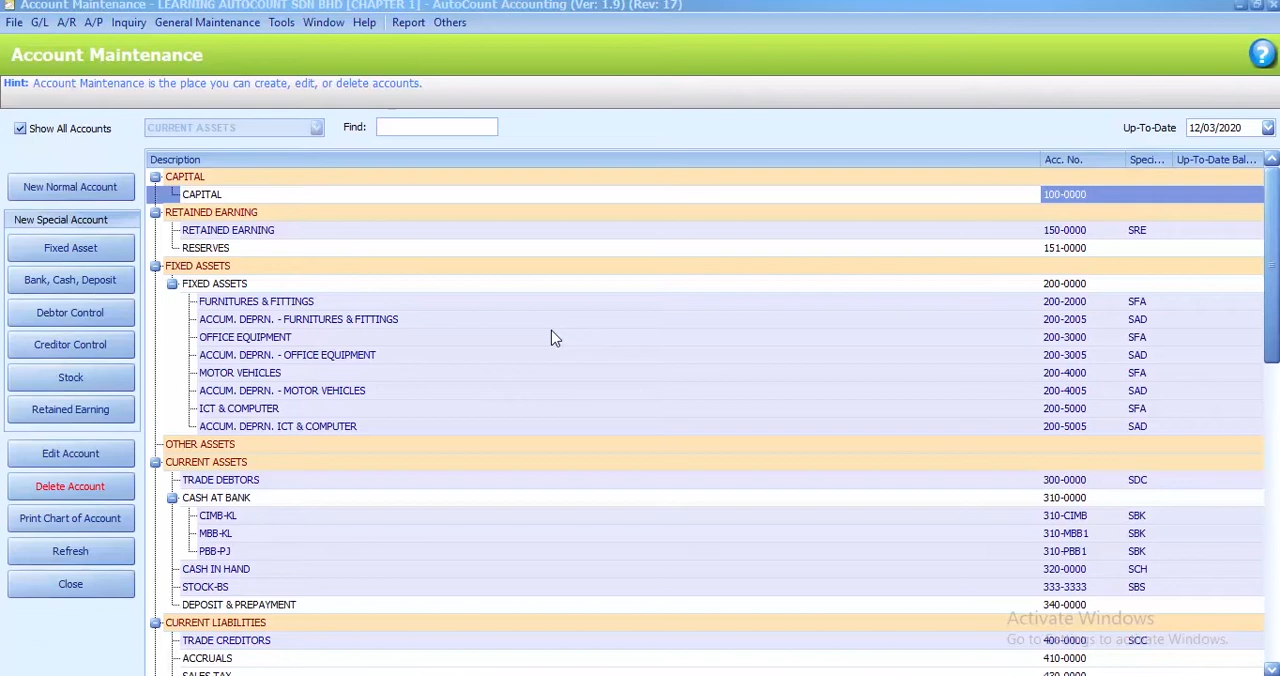 Account Maintenance - LEARNING AUTOCOUNT SDN BHD [CHAPTER 1] - AutoCount Accounting (Ver: 1.9) (Rev: 17)
File G/L A/R A/P Inquiry General Maintenance Tools Window Help Report Others
Account Maintenance
Hint: Account Maintenance is the place you can create, edit, or delete accounts.
Show All Accounts CURRENT ASSETS Find: Up-To-Date 12/03/2020
Description Acc. No. Speci... Up-To-Date Bal...
New Normal Account
New Special Account
Fixed Asset
Bank, Cash, Deposit
Debtor Control
Creditor Control
Stock
Retained Earning
Edit Account
Delete Account
Print Chart of Account
Refresh
Close
CAPITAL
CAPITAL 100-0000
RETAINED EARNING
RETAINED EARNING 150-0000 SRE
RESERVES 151-0000
FIXED ASSETS
FIXED ASSETS 200-0000
FURNITURES & FITTINGS 200-2000 SFA
ACCUM. DEPRN. - FURNITURES & FITTINGS 200-2005 SAD
OFFICE EQUIPMENT 200-3000 SFA
ACCUM. DEPRN. - OFFICE EQUIPMENT 200-3005 SAD
MOTOR VEHICLES 200-4000 SFA
ACCUM. DEPRN. - MOTOR VEHICLES 200-4005 SAD
ICT & COMPUTER 200-5000 SFA
ACCUM. DEPRN. ICT & COMPUTER 200-5005 SAD
OTHER ASSETS
CURRENT ASSETS
TRADE DEBTORS 300-0000 SDC
CASH AT BANK 310-0000
CIMB-KL 310-CIMB SBK
MBB-KL 310-MBB1 SBK
PBB-PJ 310-PBB1 SBK
CASH IN HAND 320-0000 SCH
STOCK-BS 333-3333 SBS
DEPOSIT & PREPAYMENT 340-0000
CURRENT LIABILITIES
TRADE CREDITORS 400-0000 SCC
ACCRUALS 410-0000
SALES TAX
Activate Windows
Go to Settings to activate Windows.